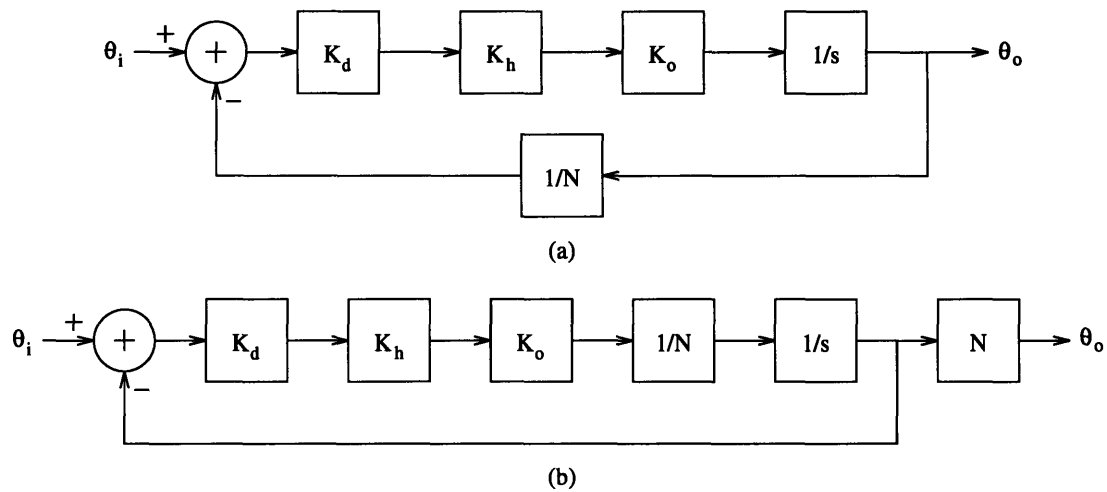 θi + + − Kd Kh Ko 1/s θo
1/N
(a)
θi + + − Kd Kh Ko 1/N 1/s N θo
(b)